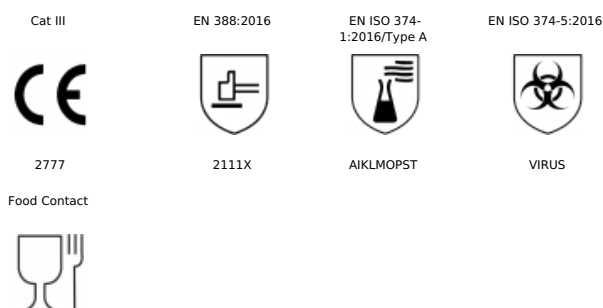 Cat III
EN 388:2016
EN ISO 374-
1:2016/Type A
EN ISO 374-5:2016
CE
2777
2111X
AIKLMOPST
VIRUS
Food Contact